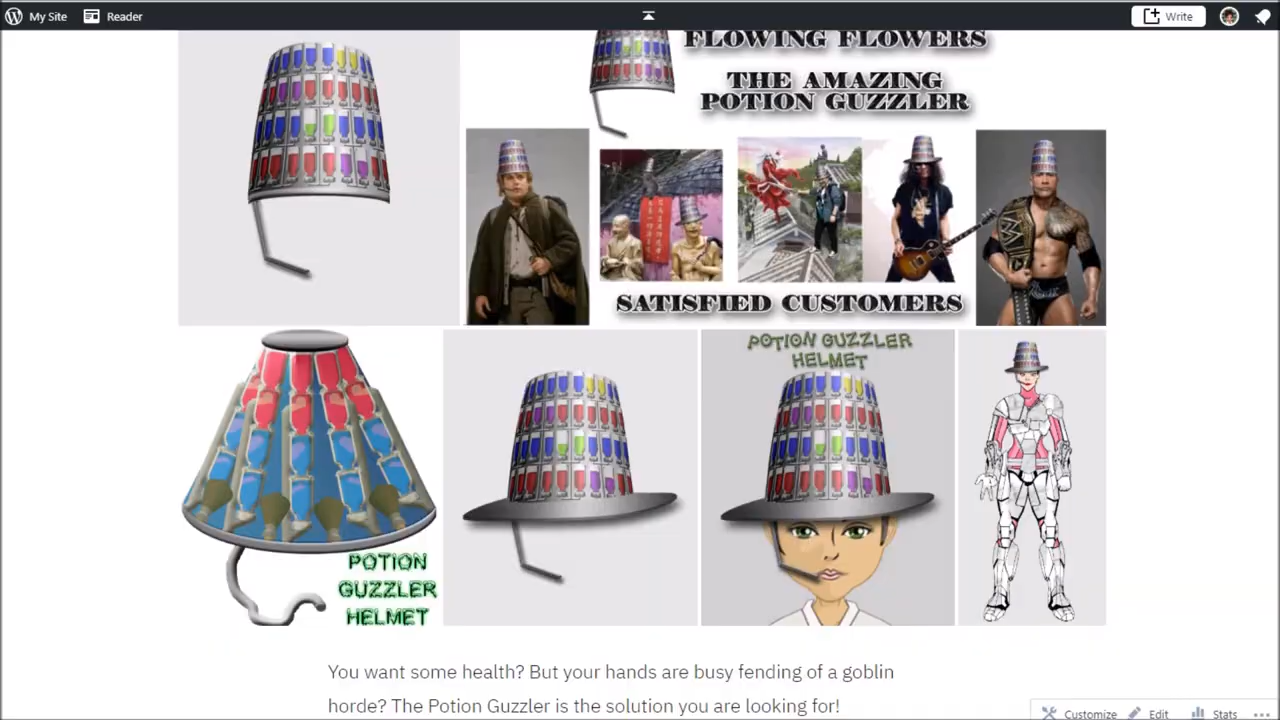 My Site
Reader
Write
FLOWING FLOWERS
THE AMAZING
POTION GUZZLER
SATISFIED CUSTOMERS
POTION
GUZZLER
HELMET
POTION GUZZLER
HELMET
You want some health? But your hands are busy fending of a goblin
horde? The Potion Guzzler is the solution you are looking for!
Customize
Edit
Stats